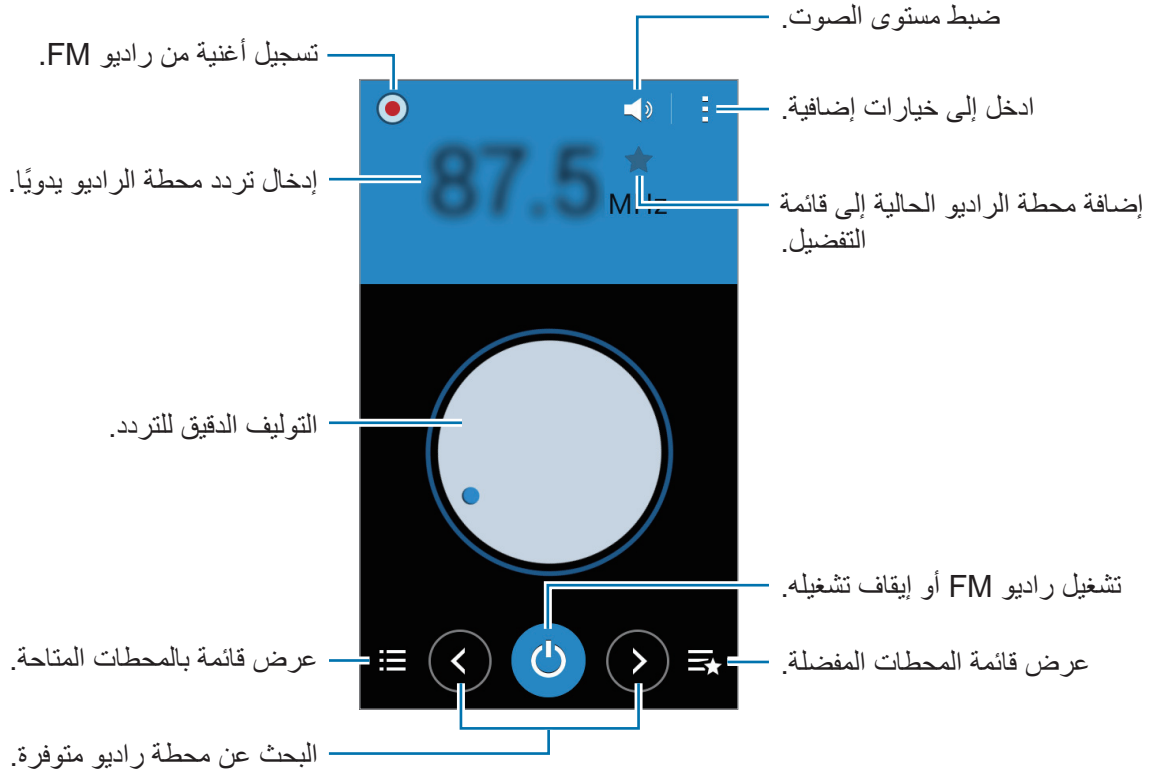 ضبط مستوى الصوت.
تسجيل أغنية من راديو FM.
ادخل إلى خيارات إضافية.
إدخال تردد محطة الراديو يدويًا.
87.5
MHz
إضافة محطة الراديو الحالية إلى قائمة
التفضيل.
التوليف الدقيق للتردد.
تشغيل راديو FM أو إيقاف تشغيله.
عرض قائمة بالمحطات المتاحة.
عرض قائمة المحطات المفضلة.
البحث عن محطة راديو متوفرة.